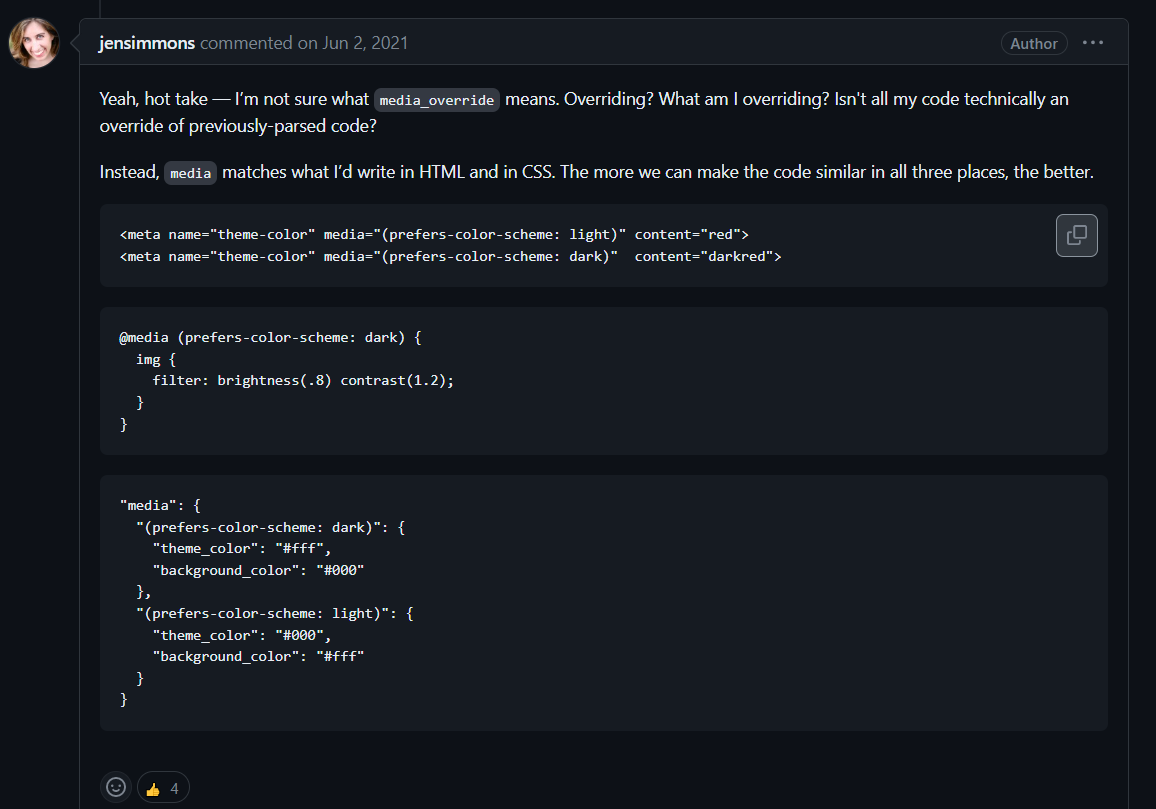 jensimmons commented on Jun 2, 2021 Author
Yeah, hot take — I’m not sure what media_override means. Overriding? What am I overriding? Isn't all my code technically an
override of previously-parsed code?
Instead, media matches what I’d write in HTML and in CSS. The more we can make the code similar in all three places, the better.
<meta name="theme-color" media="(prefers-color-scheme: light)" content="red">
<meta name="theme-color" media="(prefers-color-scheme: dark)"  content="darkred">
@media (prefers-color-scheme: dark) {
  img {
    filter: brightness(.8) contrast(1.2);
  }
}
"media": {
  "(prefers-color-scheme: dark)": {
    "theme_color": "#fff",
    "background_color": "#000"
  },
  "(prefers-color-scheme: light)": {
    "theme_color": "#000",
    "background_color": "#fff"
  }
}
👍 4